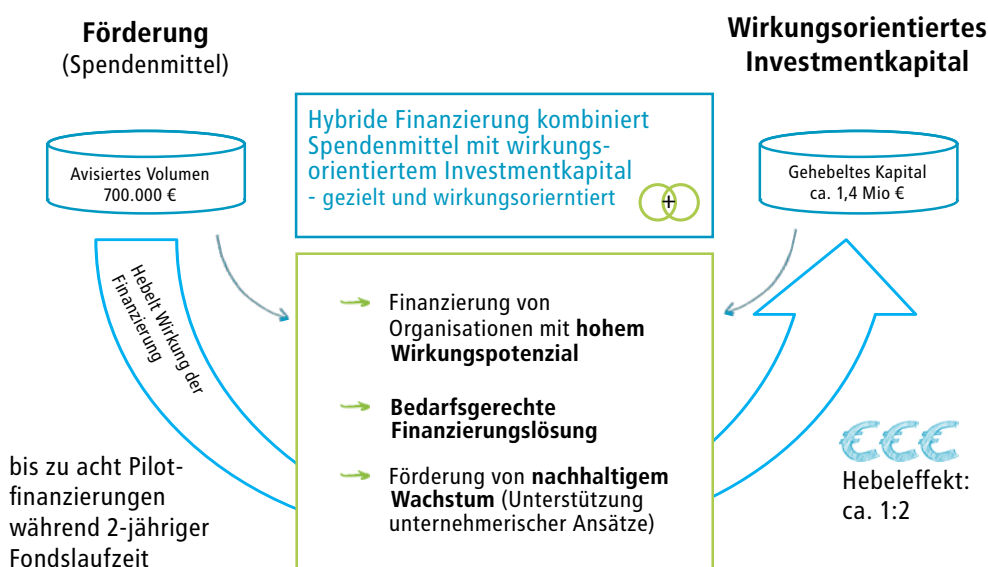 Förderung
(Spendenmittel)
Avisiertes Volumen
700.000 €
Hebelt Wirkung der
Finanzierung
bis zu acht Pilot-
finanzierungen
während 2-jähriger
Fondslaufzeit
Hybride Finanzierung kombiniert
Spendenmittel mit wirkungs-
orientiertem Investmentkapital
- gezielt und wirkungsorierntiert
+
Finanzierung von
Organisationen mit hohem
Wirkungspotenzial
Bedarfsgerechte
Finanzierungslösung
Förderung von nachhaltigem
Wachstum (Unterstützung
unternehmerischer Ansätze)
Wirkungsorientiertes
Investmentkapital
Gehebeltes Kapital
ca. 1,4 Mio €
€€€
Hebeleffekt:
ca. 1:2